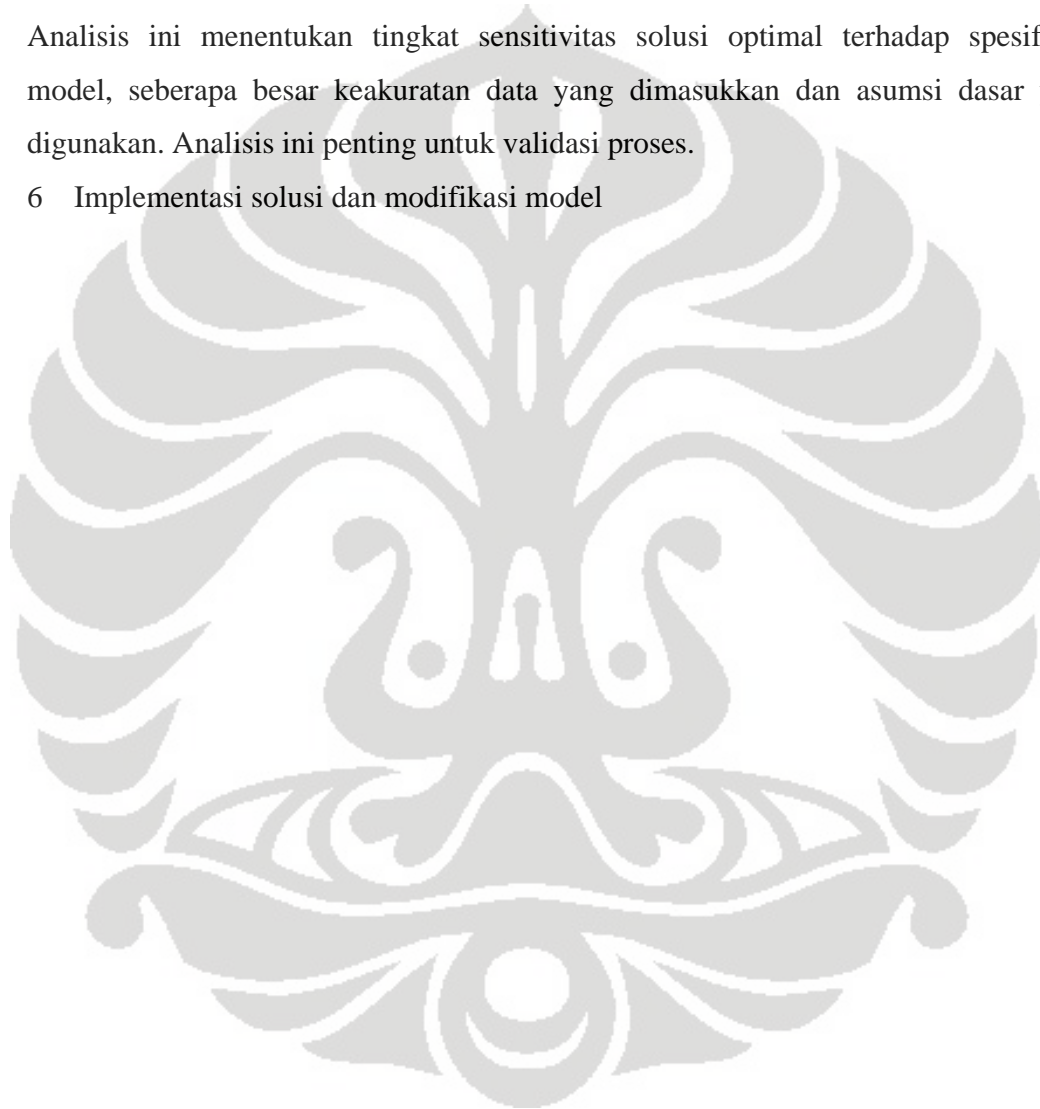 Analisis ini menentukan tingkat sensitivitas solusi optimal terhadap
model, seberapa besar keakuratan data yang dimasukkan dan asumsi dasar
digunakan. Analisis ini penting untuk validasi proses.
6 Implementasi solusi dan modifikasi model